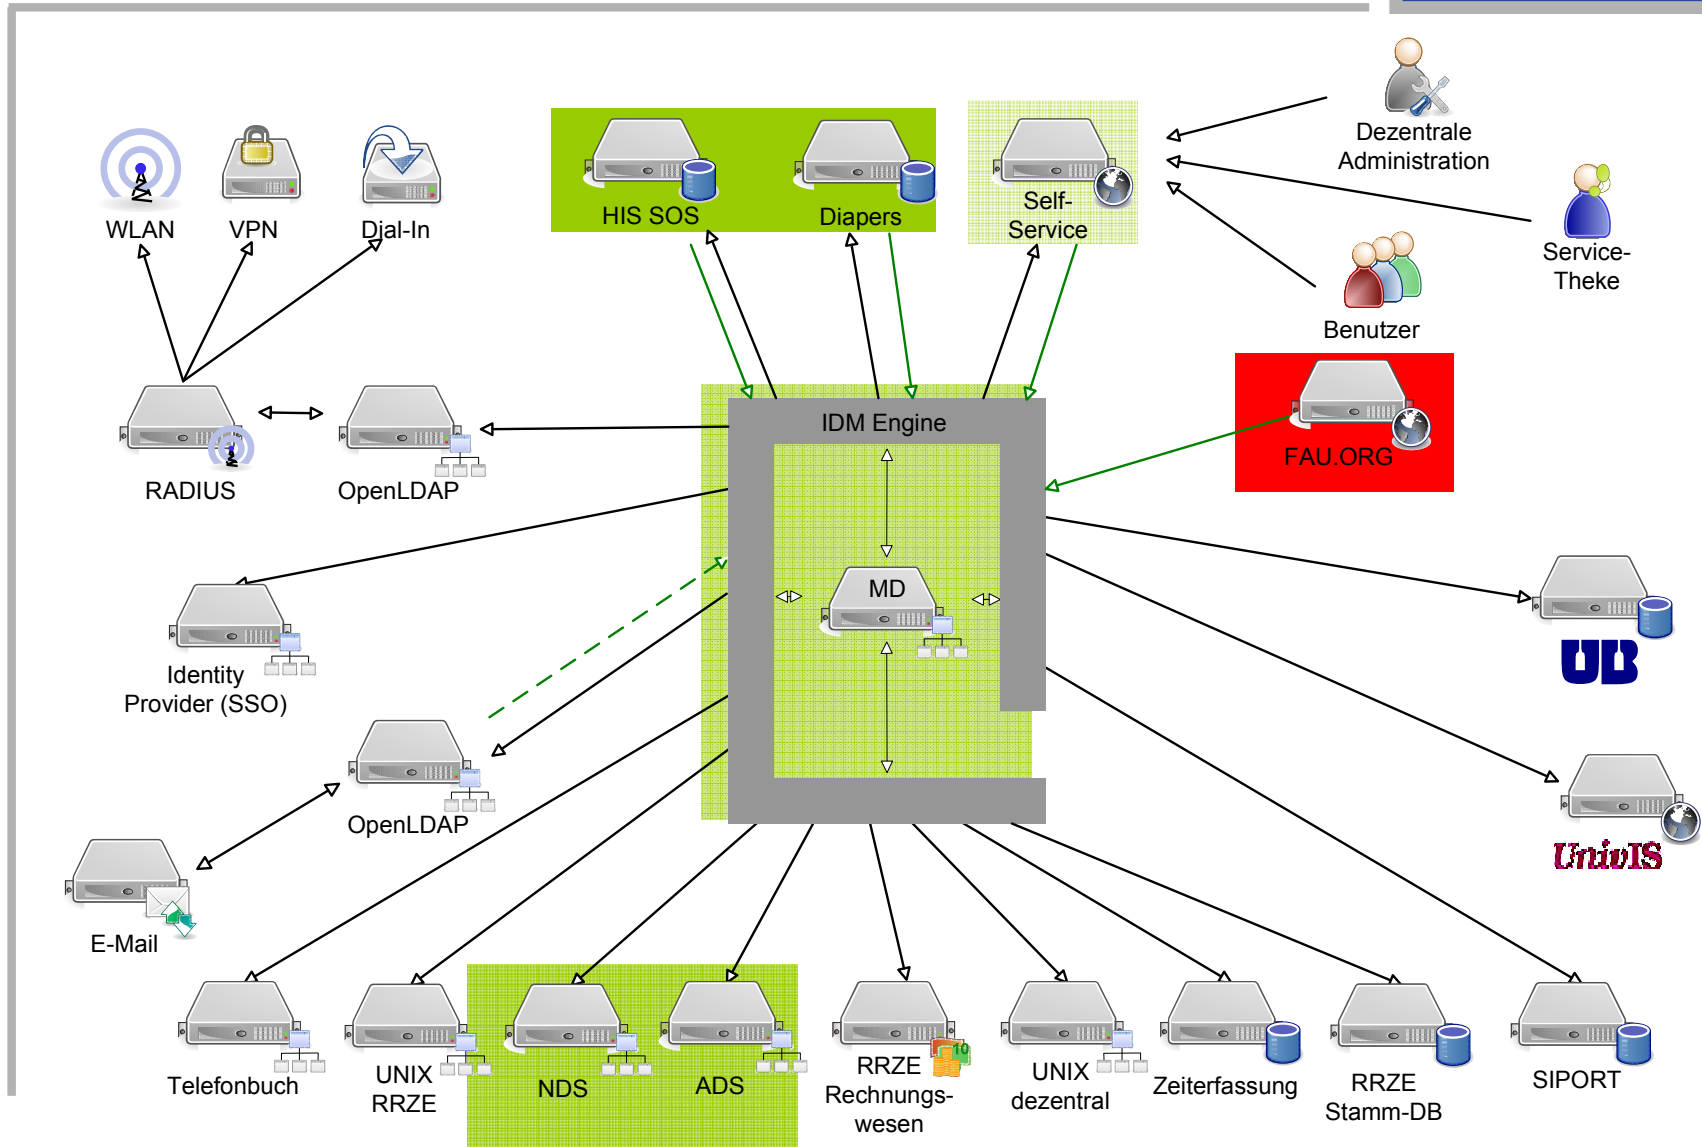 Dezentrale
Administration
WLAN
VPN
Dial-In
HIS SOS
Diapers
Self-
Service
Service-
Theke
Benutzer
IDM Engine
FAU.ORG
RADIUS
OpenLDAP
MD
Identity
Provider (SSO)
UB
OpenLDAP
UnivIS
E-Mail
Telefonbuch
UNIX
RRZE
NDS
ADS
10
RRZE
Rechnungs-
wesen
UNIX
dezentral
Zeiterfassung
RRZE
Stamm-DB
SIPORT